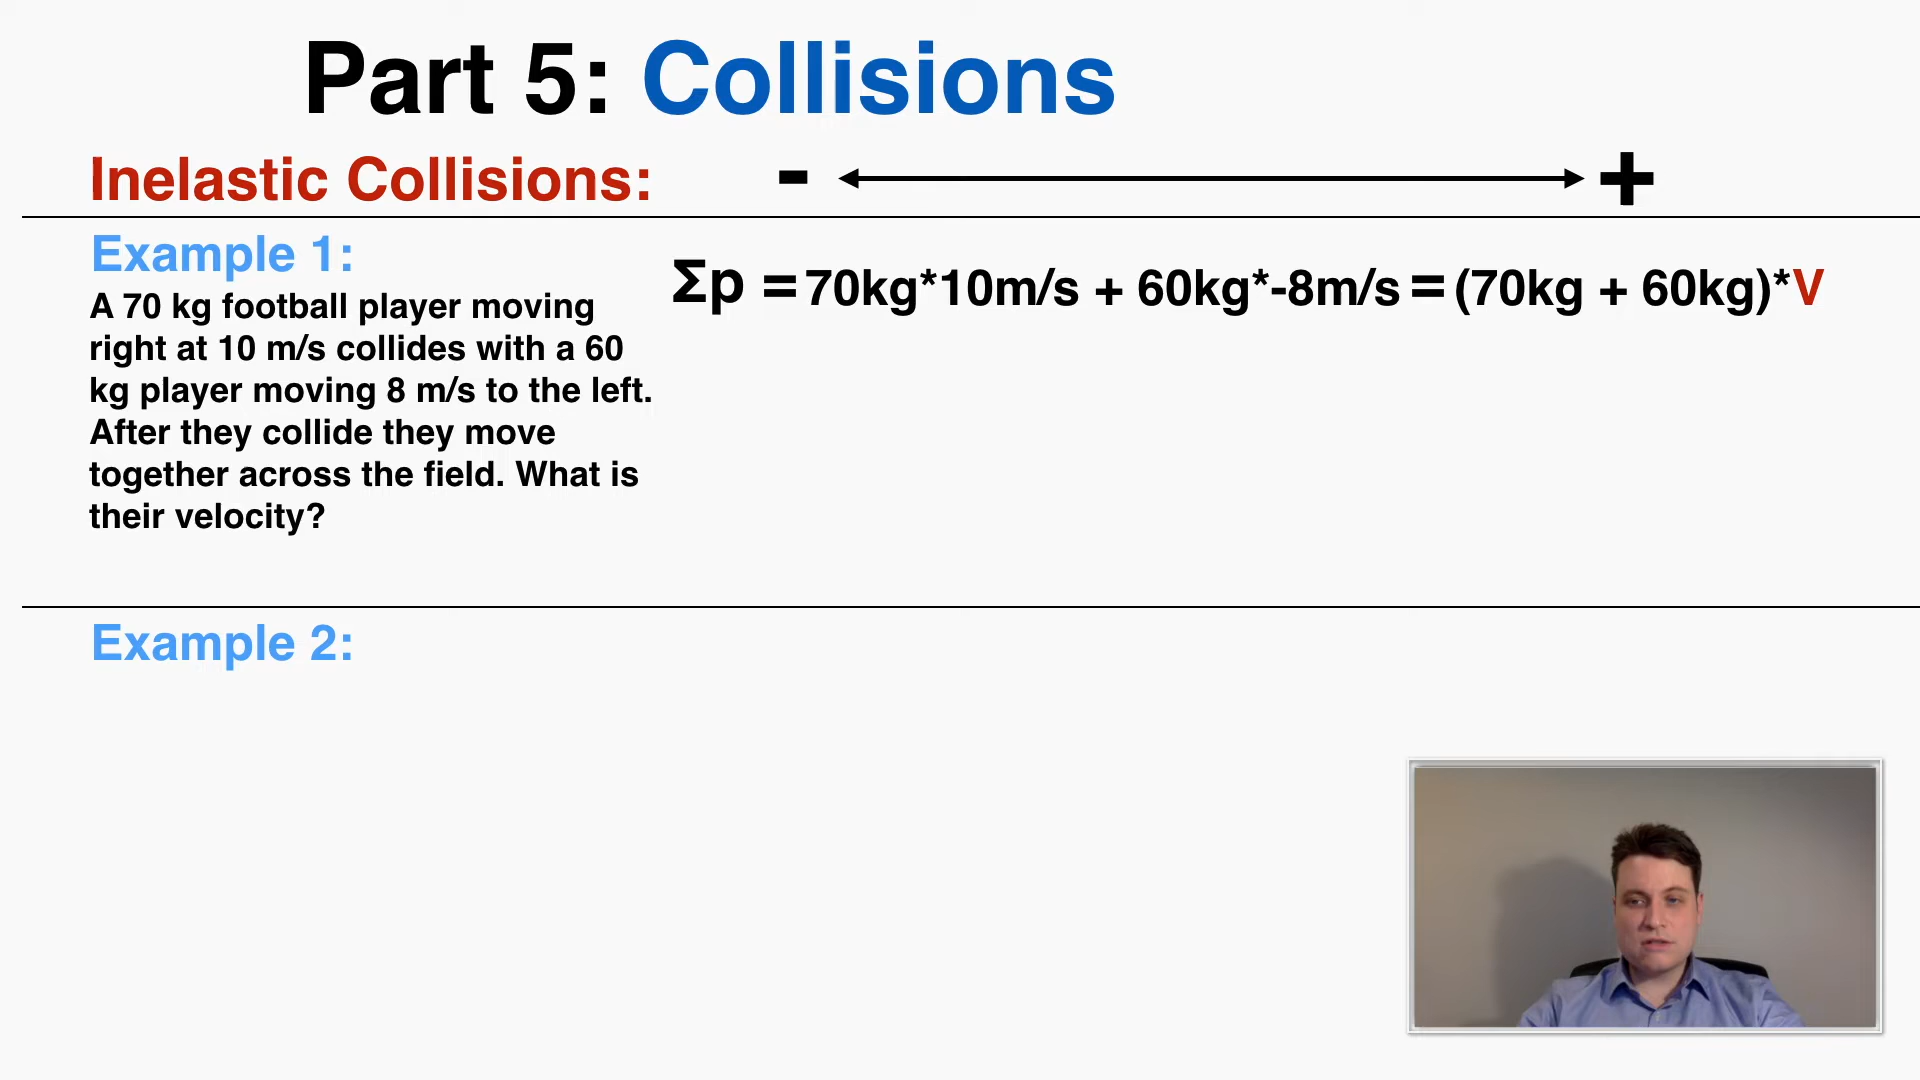 Part 5: Collisions
Inelastic Collisions:
- +
Example 1:
Σp = 70kg*10m/s + 60kg*-8m/s = (70kg + 60kg)*V
A 70 kg football player moving
right at 10 m/s collides with a 60
kg player moving 8 m/s to the left.
After they collide they move
together across the field. What is
their velocity?
Example 2: